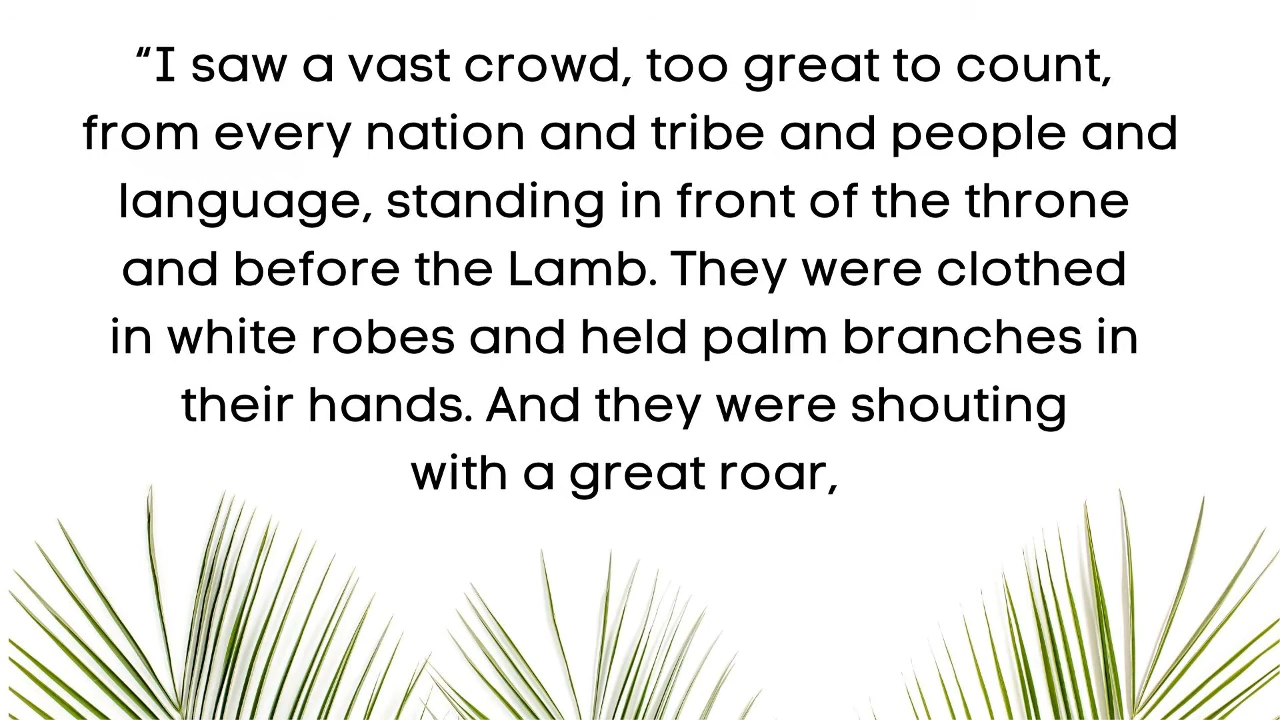 “I saw a vast crowd, too great to count,
from every nation and tribe and people and
language, standing in front of the throne
and before the Lamb. They were clothed
in white robes and held palm branches in
their hands. And they were shouting
with a great roar,